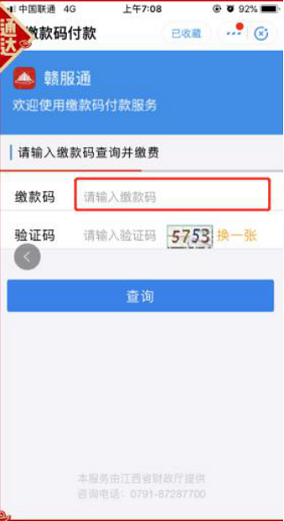 中国联通 4G 上午7:08 92%
通达
缴款码付款 已收藏
赣服通
欢迎使用缴款码付款服务
请输入缴款码查询并缴费
缴款码 请输入缴款码
验证码 请输入验证码 5753 换一张
查询
本服务由江西省财政厅提供
咨询电话：0791-87287700